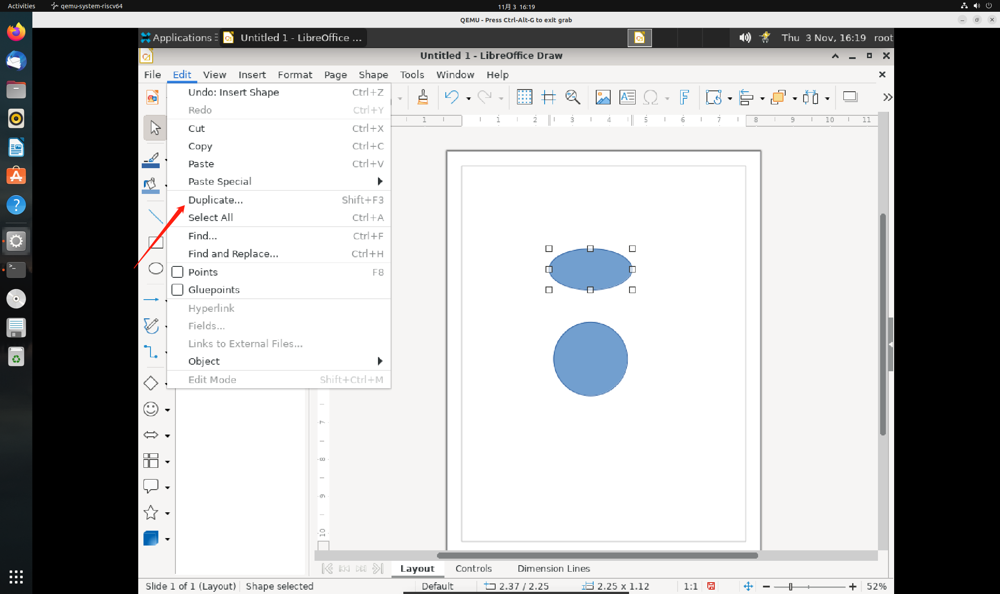 Activities qemu-system-riscv64 11月 3 16:19
QEMU - Press Ctrl-Alt-G to exit grab
Applications Untitled 1 - LibreOffice ... Thu 3 Nov, 16:19 root
Untitled 1 - LibreOffice Draw
File Edit View Insert Format Page Shape Tools Window Help
Undo: Insert Shape Ctrl+Z
Redo Ctrl+Y
Cut Ctrl+X
Copy Ctrl+C
Paste Ctrl+V
Paste Special
Duplicate... Shift+F3
Select All Ctrl+A
Find... Ctrl+F
Find and Replace... Ctrl+H
Points F8
Gluepoints
Hyperlink
Fields...
Links to External Files...
Object
Edit Mode Shift+Ctrl+M
1 1 2 3 4 5 6 7 8 9 10 11
7
8
9
10
Layout Controls Dimension Lines
Slide 1 of 1 (Layout) Shape selected Default 2.37 / 2.25 2.25 x 1.12 1:1 52%